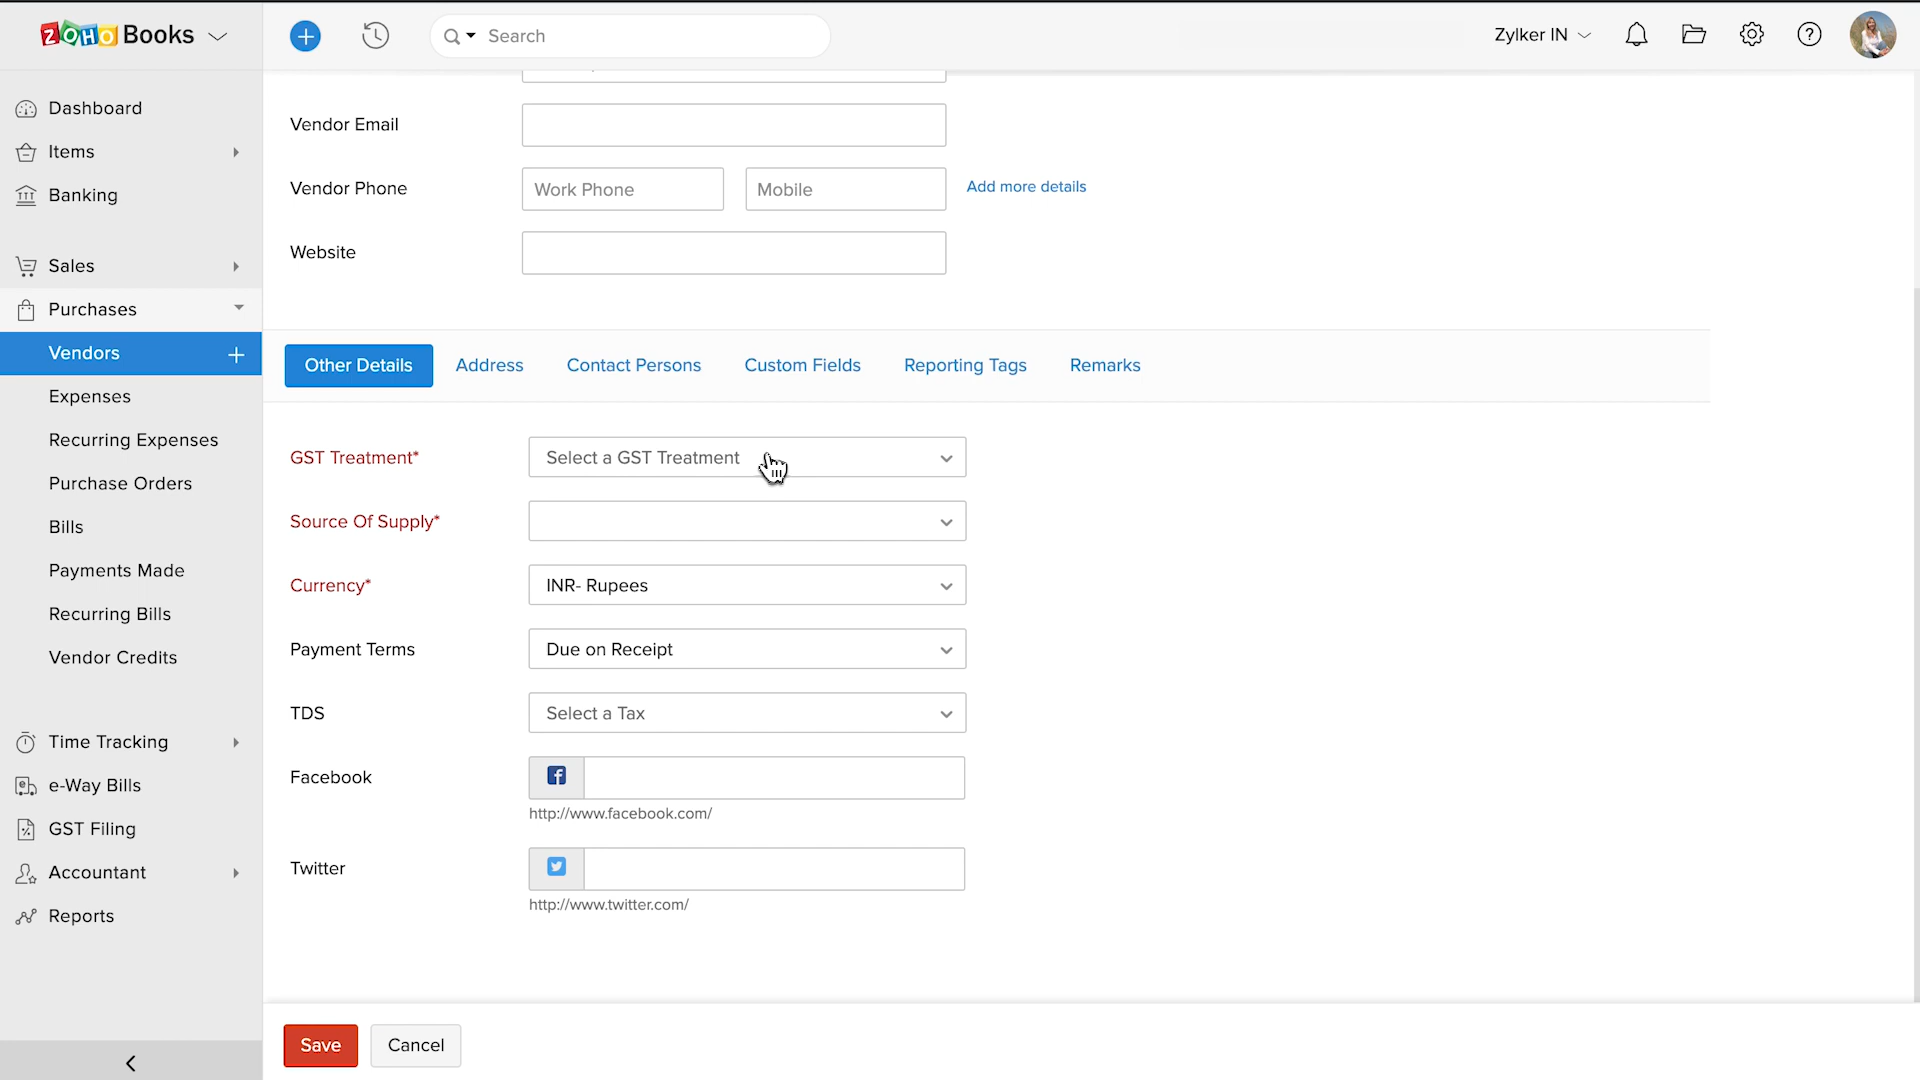 ZOHO Books
Search
Zylker IN
Dashboard
Items
Banking
Sales
Purchases
Vendors
Expenses
Recurring Expenses
Purchase Orders
Bills
Payments Made
Recurring Bills
Vendor Credits
Time Tracking
e-Way Bills
GST Filing
Accountant
Reports
Vendor Email
Vendor Phone
Work Phone
Mobile
Add more details
Website
Other Details
Address
Contact Persons
Custom Fields
Reporting Tags
Remarks
GST Treatment*
Select a GST Treatment
Source Of Supply*
Currency*
INR- Rupees
Payment Terms
Due on Receipt
TDS
Select a Tax
Facebook
http://www.facebook.com/
Twitter
http://www.twitter.com/
Save
Cancel